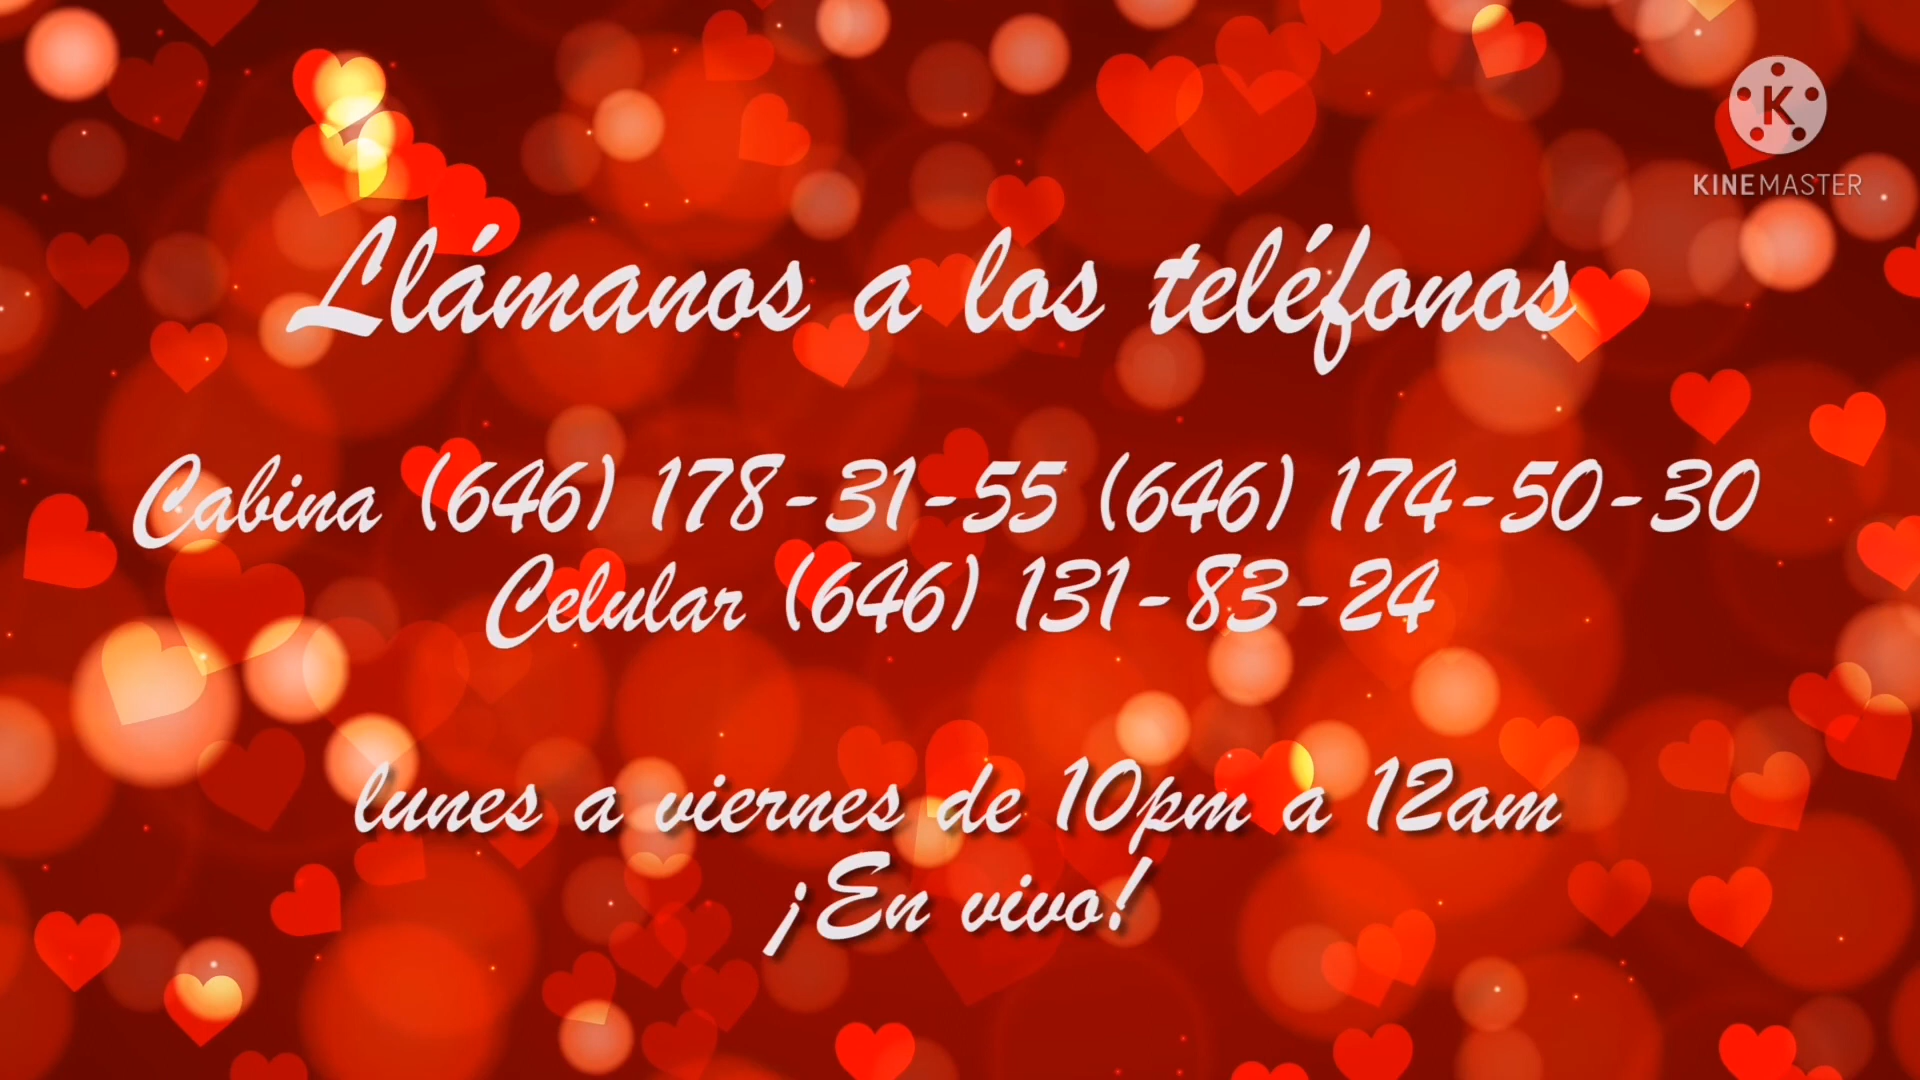 K
KINEMASTER
Llámanos a los teléfonos
Cabina (646) 178-31-55 (646) 174-50-30
Celular (646) 131-83-24
lunes a viernes de 10pm a 12am
¡En vivo!